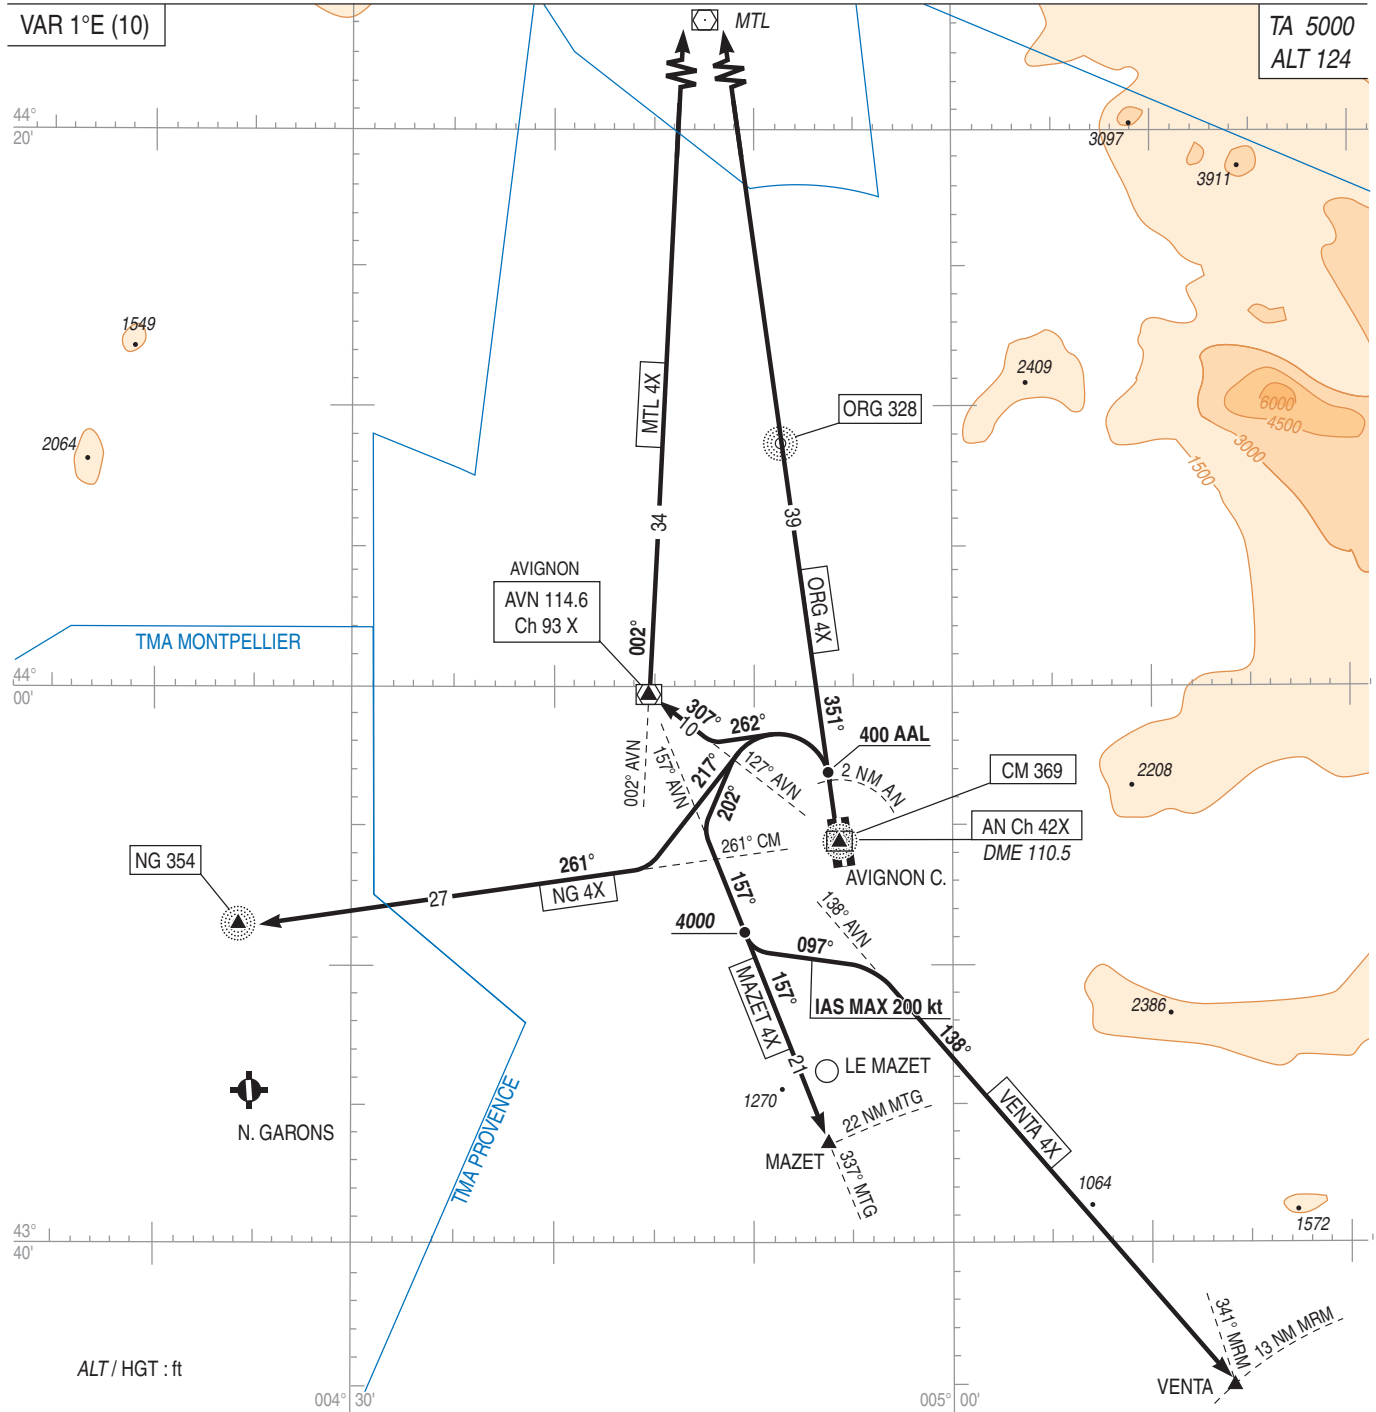 VAR 1°E (10)
MTL
TA 5000
ALT 124
44°
20'
3097
3911
1549
2409
MTL 4X
ORG 328
6000
4500
3000
1500
2064
34
39
AVIGNON
AVN 114.6
Ch 93 X
ORG 4X
TMA MONTPELLIER
002°
44°
00'
307°
10
262°
351°
400 AAL
002° AVN
157° AVN
217°
127° AVN
2 NM AN
CM 369
2208
202°
AN Ch 42X
DME 110.5
261° CM
NG 354
261°
NG 4X
27
AVIGNON C.
157°
138° AVN
4000
097°
MAZET 4X
157°
IAS MAX 200 kt
2386
138°
21
LE MAZET
1270
22 NM MTG
VENTA 4X
N. GARONS
TMA PROVENCE
MAZET
337° MTG
1064
1572
43°
40'
341° MRM
13 NM MRM
ALT / HGT : ft
VENTA
004° 30'
005° 00'